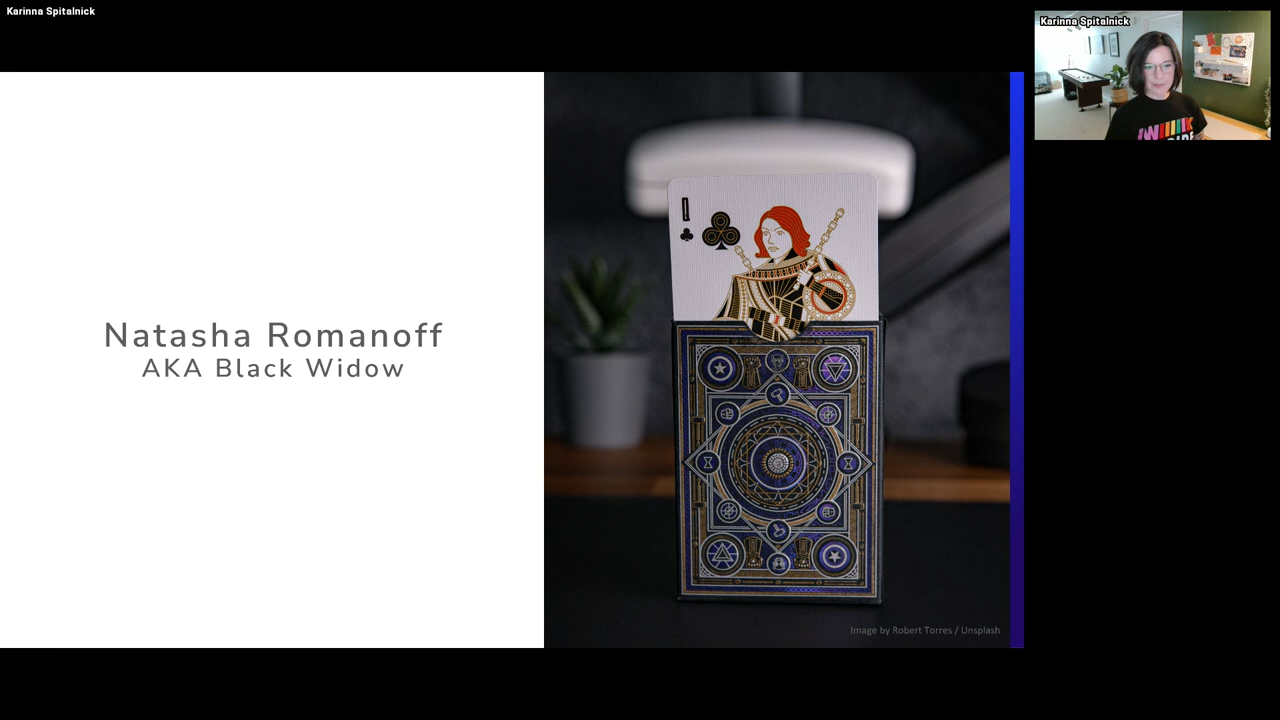 Karinna Spitalnick
Karinna Spitalnick
Natasha Romanoff
AKA Black Widow
Image by Robert Torres / Unsplash